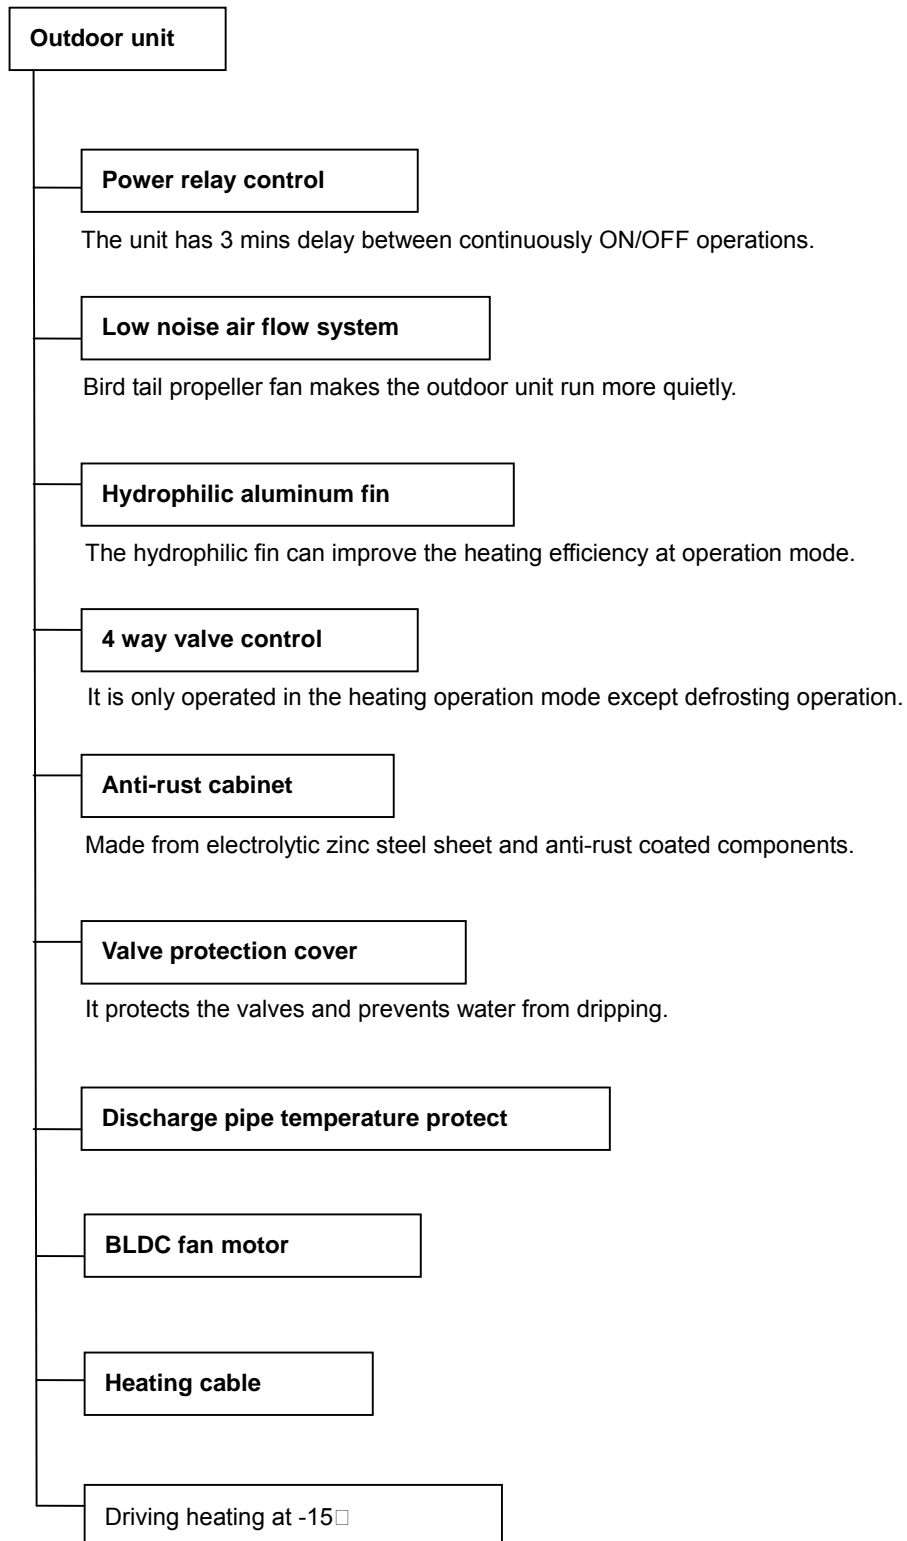 Outdoor unit
Power relay control
The unit has 3 mins delay between continuously ON/OFF operations.
Low noise air flow system
Bird tail propeller fan makes the outdoor unit run more quietly.
Hydrophilic aluminum fin
The hydrophilic fin can improve the heating efficiency at operation mode.
4 way valve control
It is only operated in the heating operation mode except defrosting operation.
Anti-rust cabinet
Made from electrolytic zinc steel sheet and anti-rust coated components.
Valve protection cover
It protects the valves and prevents water from dripping.
Discharge pipe temperature protect
BLDC fan motor
Heating cable
Driving heating at -15□